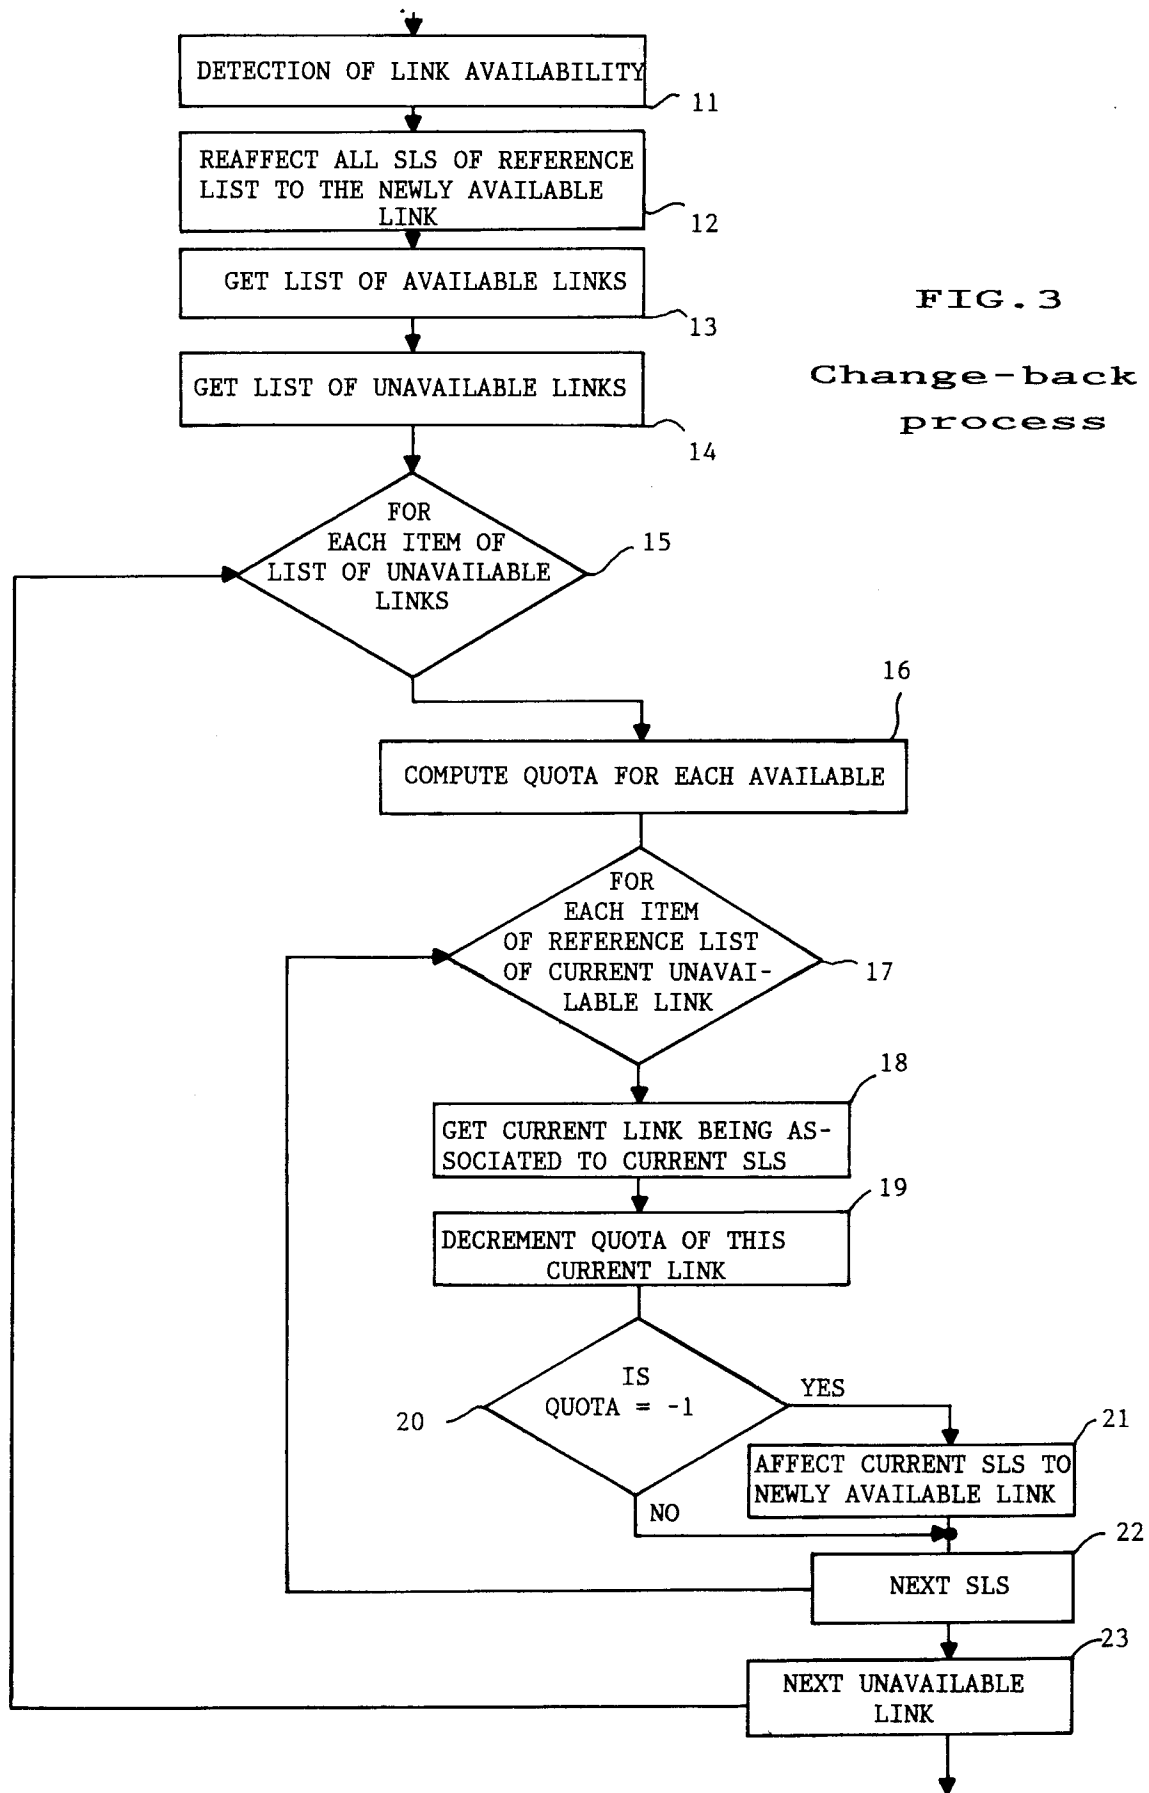 DETECTION OF LINK AVAILABILITY
11
REAFFECT ALL SLS OF REFERENCE
LIST TO THE NEWLY AVAILABLE
LINK
12
GET LIST OF AVAILABLE LINKS
13
FIG.3
Change-back
process
GET LIST OF UNAVAILABLE LINKS
14
FOR
EACH ITEM OF
LIST OF UNAVAILABLE
LINKS
15
16
COMPUTE QUOTA FOR EACH AVAILABLE
FOR
EACH ITEM
OF REFERENCE LIST
OF CURRENT UNAVAI-
LABLE LINK
17
18
GET CURRENT LINK BEING AS-
SOCIATED TO CURRENT SLS
19
DECREMENT QUOTA OF THIS
CURRENT LINK
IS
QUOTA = -1
20
YES
21
AFFECT CURRENT SLS TO
NEWLY AVAILABLE LINK
NO
22
NEXT SLS
23
NEXT UNAVAILABLE
LINK